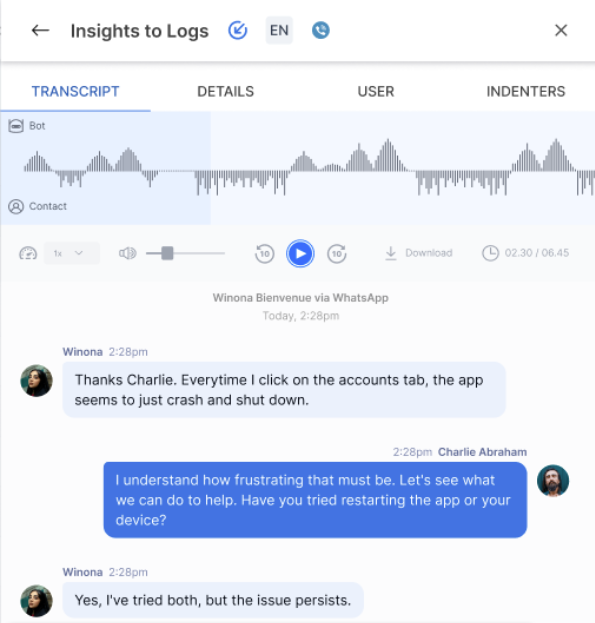 Insights to Logs EN
TRANSCRIPT DETAILS USER INDENTERS
Bot
Contact
1x 10 10 Download 02.30 / 06.45
Winona Bienvenue via WhatsApp
Today, 2:28pm
Winona 2:28pm
Thanks Charlie. Everytime I click on the accounts tab, the app
seems to just crash and shut down.
2:28pm Charlie Abraham
I understand how frustrating that must be. Let's see what
we can do to help. Have you tried restarting the app or your
device?
Winona 2:28pm
Yes, I've tried both, but the issue persists.